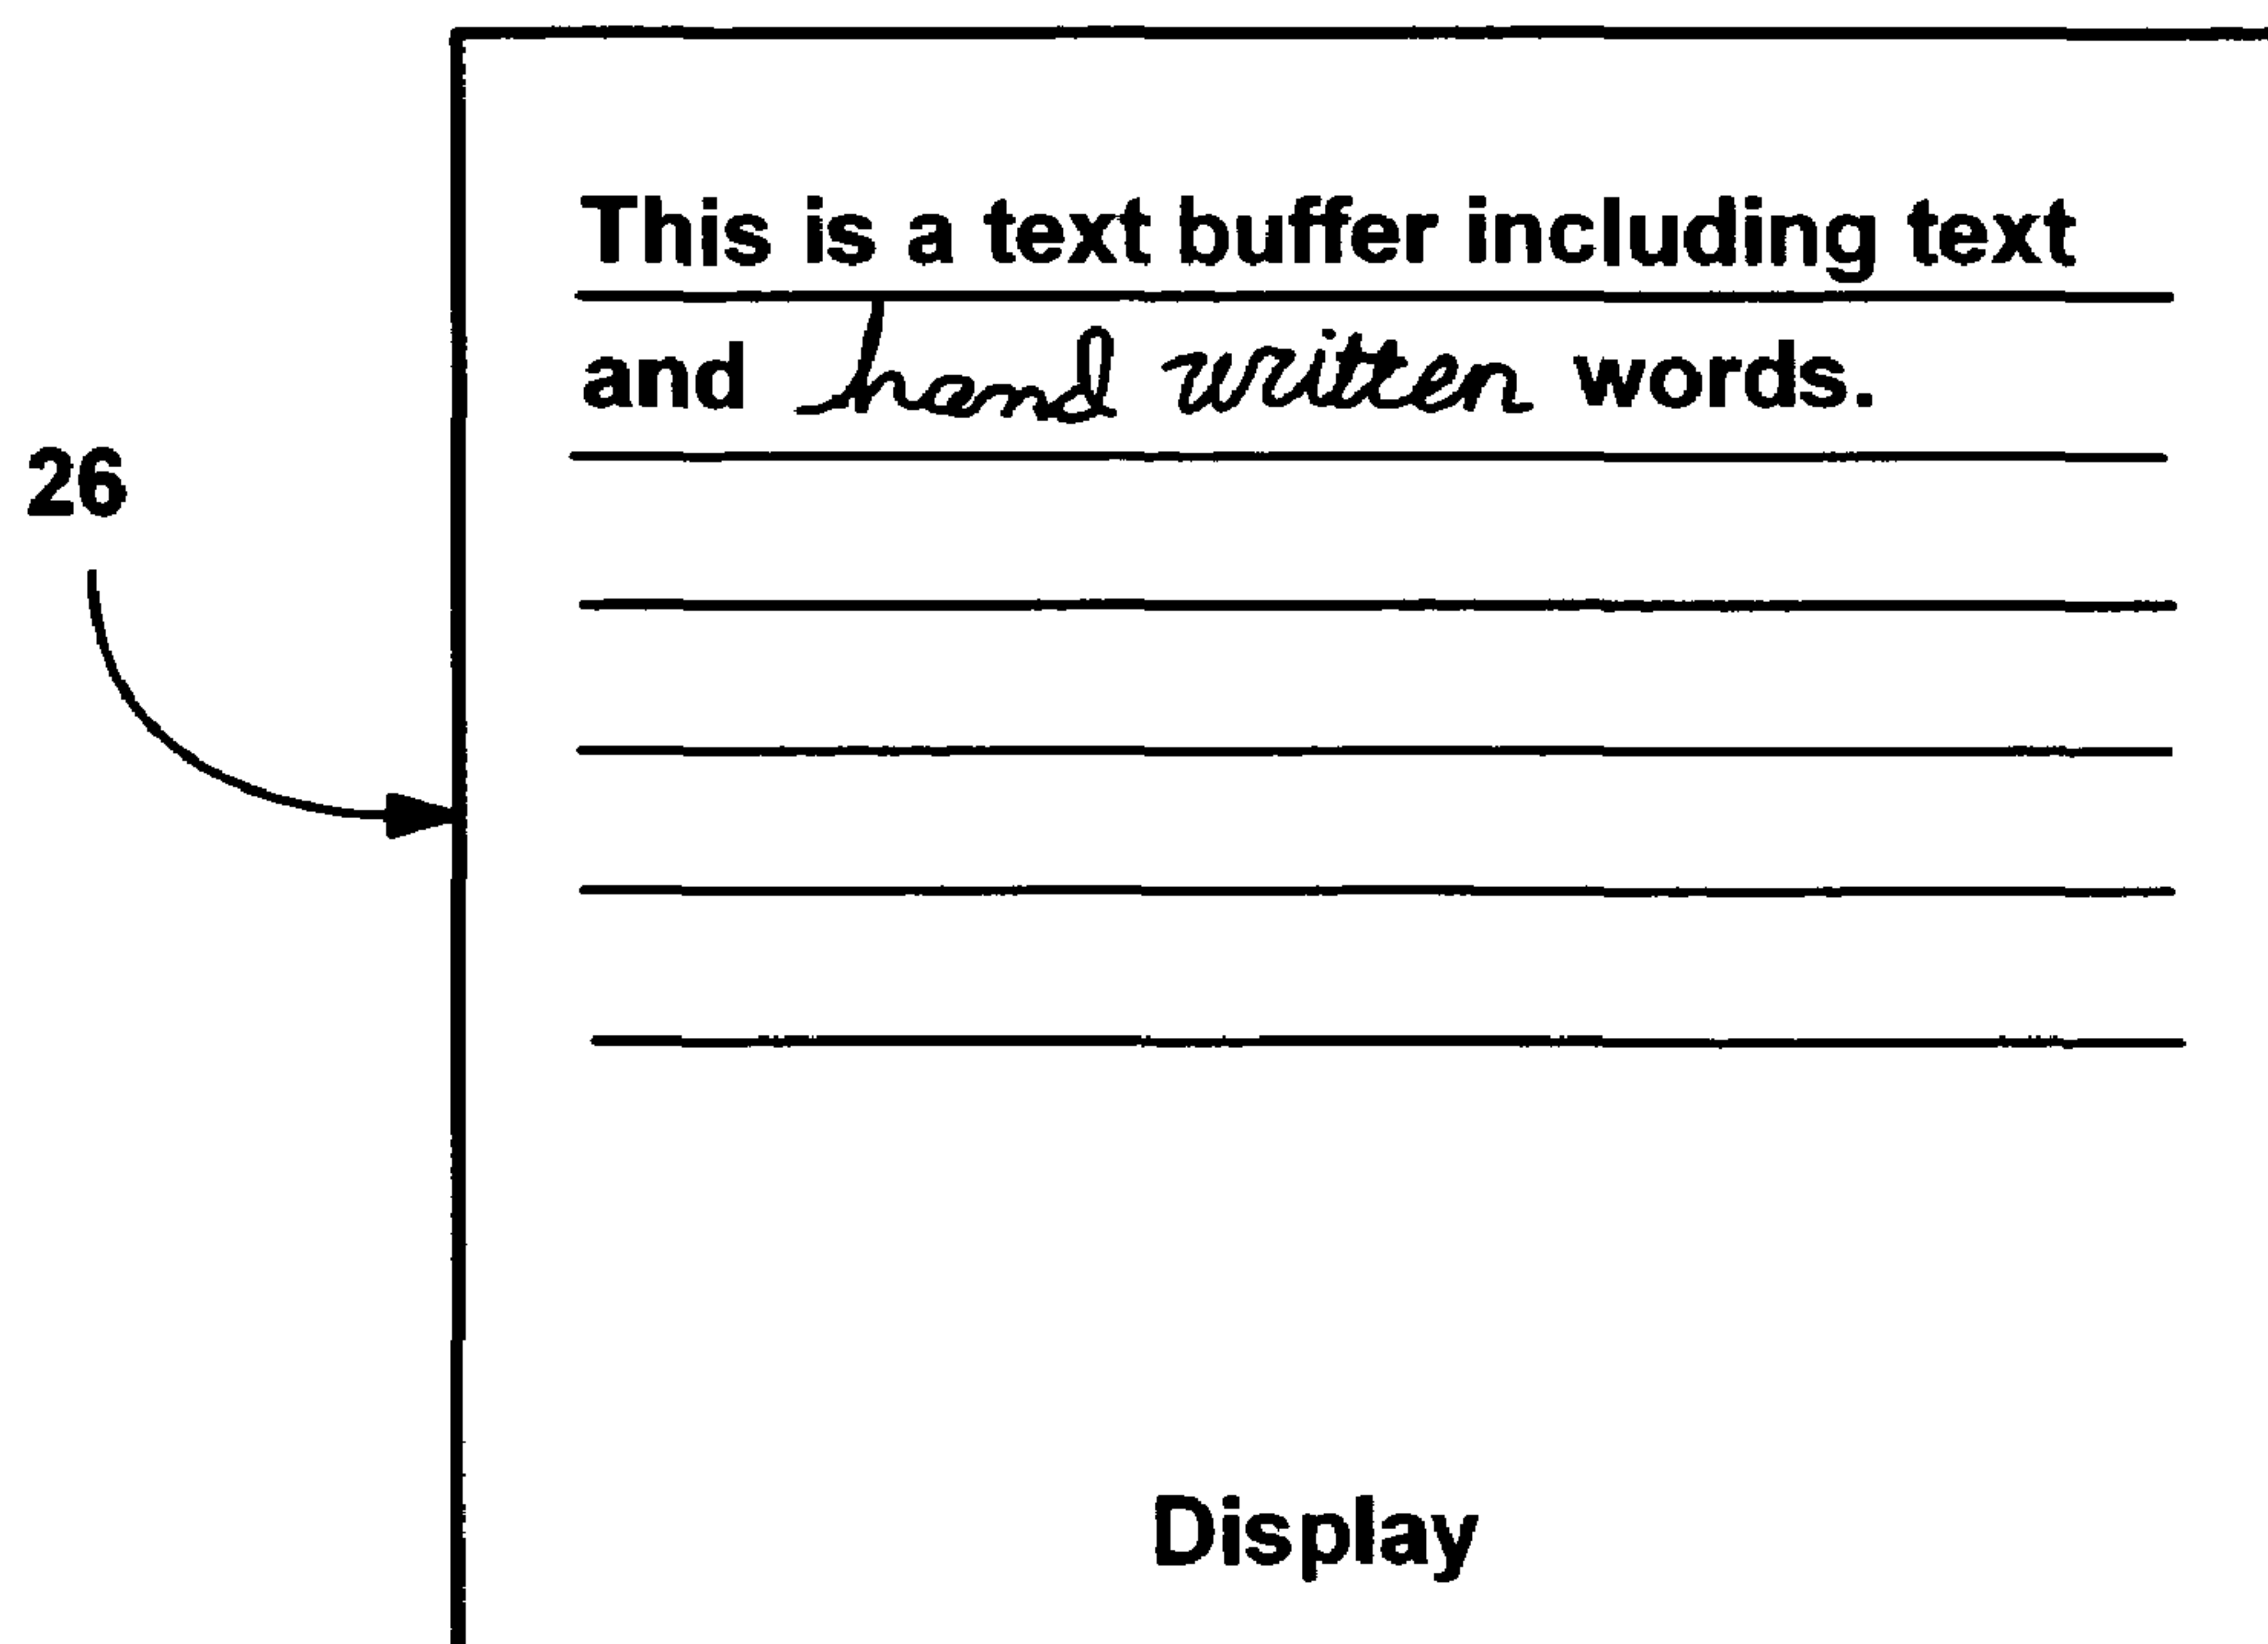 This is a text buffer including text
and hand written words.
26
Display